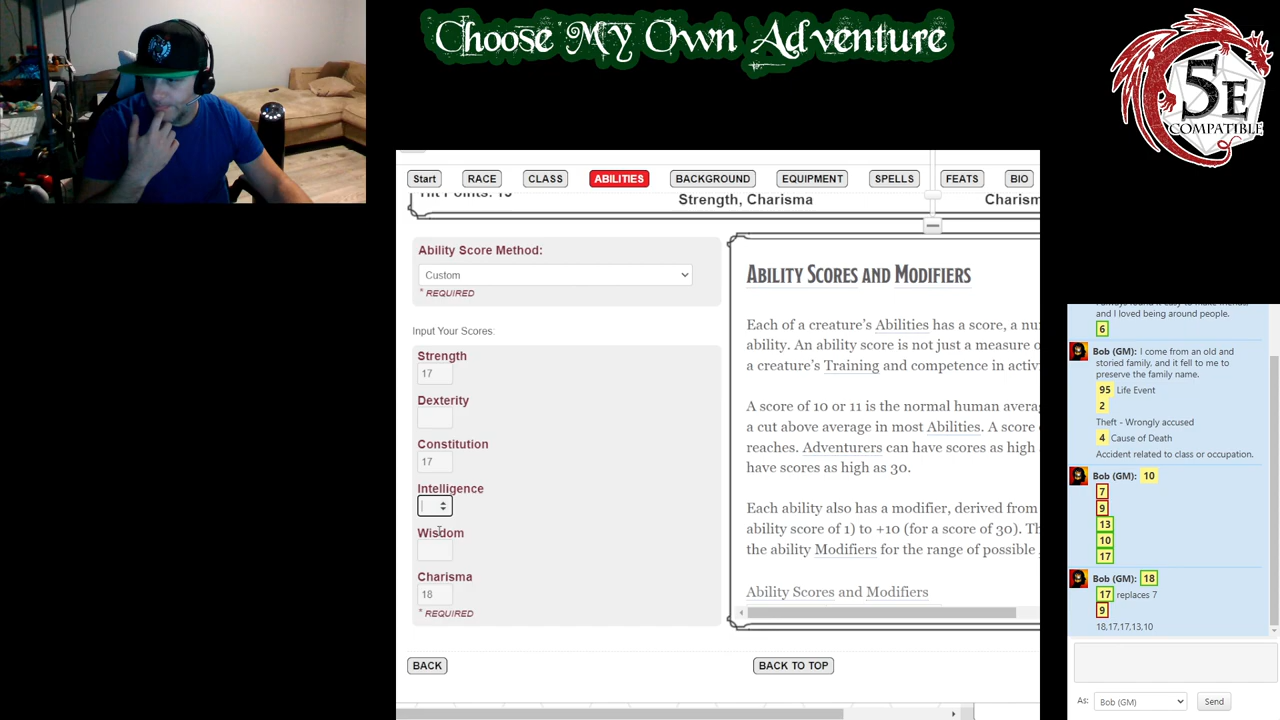 Choose My Own Adventure
5E
COMPATIBLE
Start
RACE
CLASS
ABILITIES
BACKGROUND
EQUIPMENT
SPELLS
FEATS
BIO
Strength, Charisma
Charism
Ability Score Method:
Custom
* REQUIRED
Input Your Scores:
Strength
17
Dexterity
Constitution
17
Intelligence
Wisdom
Charisma
18
* REQUIRED
ABILITY SCORES AND MODIFIERS
Each of a creature's Abilities has a score, a nu
ability. An ability score is not just a measure o
a creature's Training and competence in activ
A score of 10 or 11 is the normal human avera
a cut above average in most Abilities. A score
reaches. Adventurers can have scores as high
have scores as high as 30.
Each ability also has a modifier, derived from
ability score of 1) to +10 (for a score of 30). Th
the ability Modifiers for the range of possible
Ability Scores and Modifiers
BACK
BACK TO TOP
and I loved being around people.
6
Bob (GM): I come from an old and
storied family, and it fell to me to
preserve the family name.
95 Life Event
2
Theft - Wrongly accused
4 Cause of Death
Accident related to class or occupation.
Bob (GM): 10
7
9
13
10
17
Bob (GM): 18
17 replaces 7
9
18,17,17,13,10
As: Bob (GM)
Send